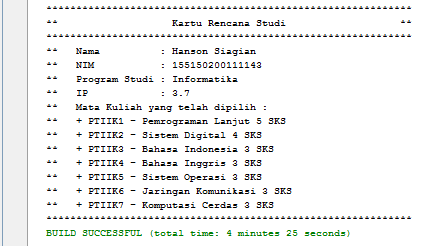 ************************************************************
** Kartu Rencana Studi **
************************************************************
** Nama : Hanson Siagian
** NIM : 155150200111143
** Program Studi : Informatika
** IP : 3.7
** Mata Kuliah yang telah dipilih :
** + PTIIK1 - Pemrograman Lanjut 5 SKS
** + PTIIK2 - Sistem Digital 4 SKS
** + PTIIK3 - Bahasa Indonesia 3 SKS
** + PTIIK4 - Bahasa Inggris 3 SKS
** + PTIIK5 - Sistem Operasi 3 SKS
** + PTIIK6 - Jaringan Komunikasi 3 SKS
** + PTIIK7 - Komputasi Cerdas 3 SKS
************************************************************
BUILD SUCCESSFUL (total time: 4 minutes 25 seconds)